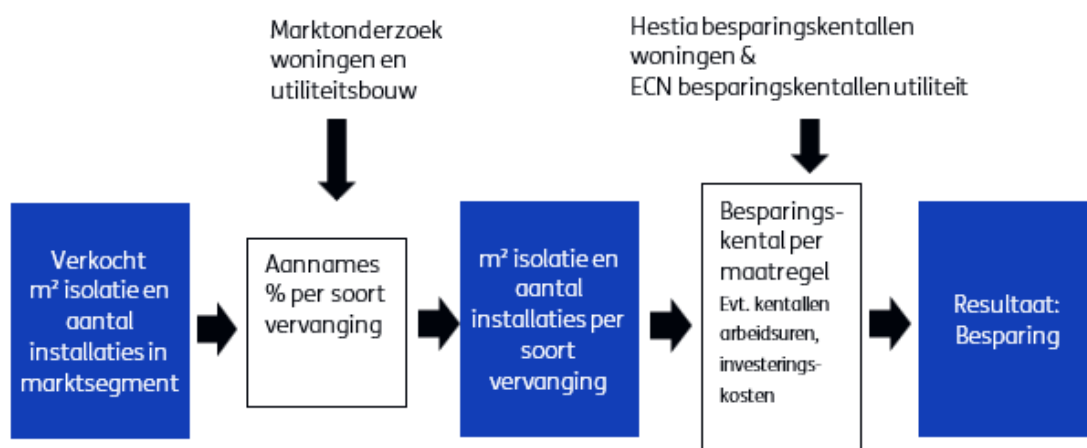 Marktonderzoek
woningen en
utiliteitsbouw
Hestia besparingskentallen
woningen &
ECN besparingskentallen utiliteit
Verkocht
m² isolatie en
aantal
installaties in
marktsegment
Aannames
% per soort
vervanging
m² isolatie en
aantal
installaties per
soort
vervanging
Besparings-
kental per
maatregel
Evt. kentallen
arbeidsuren,
investerings-
kosten
Resultaat:
Besparing